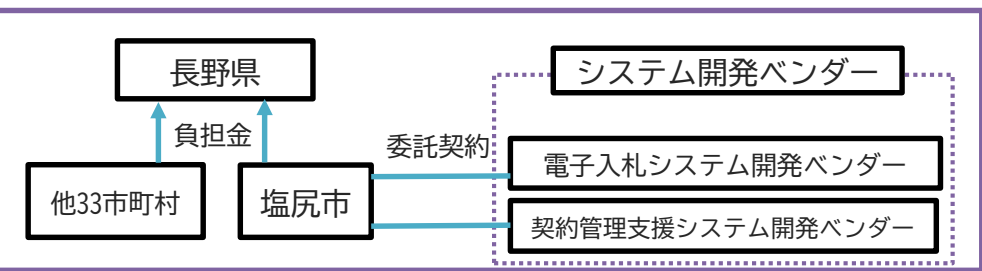 長野県
システム開発ベンダー
負担金
委託契約
電子入札システム開発ベンダー
他33市町村
塩尻市
契約管理支援システム開発ベンダー